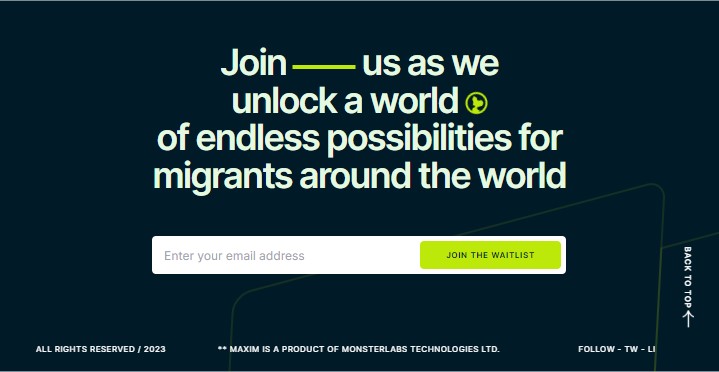 Join us as we
unlock a world
of endless possibilities for
migrants around the world
Enter your email address
JOIN THE WAITLIST
BACK TO TOP
ALL RIGHTS RESERVED / 2023
** MAXIM IS A PRODUCT OF MONSTERLABS TECHNOLOGIES LTD.
FOLLOW - TW - LI